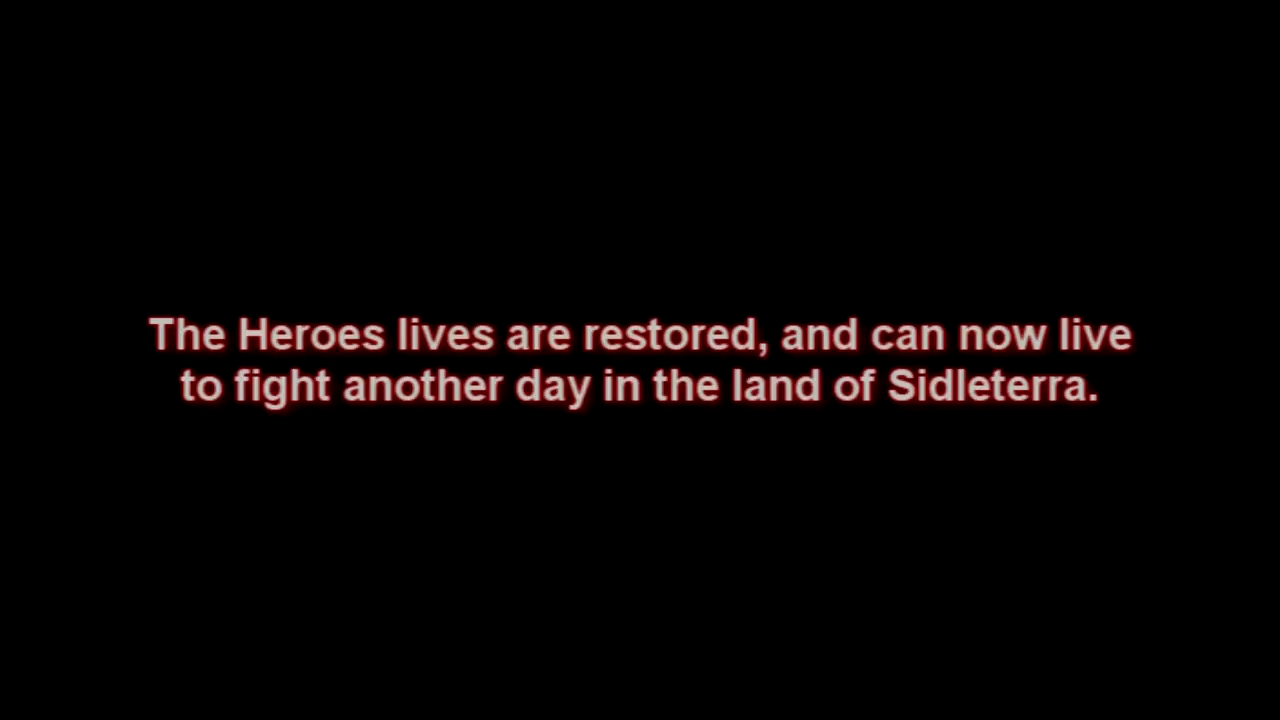 The Heroes lives are restored, and can now live
to fight another day in the land of Sidleterra.